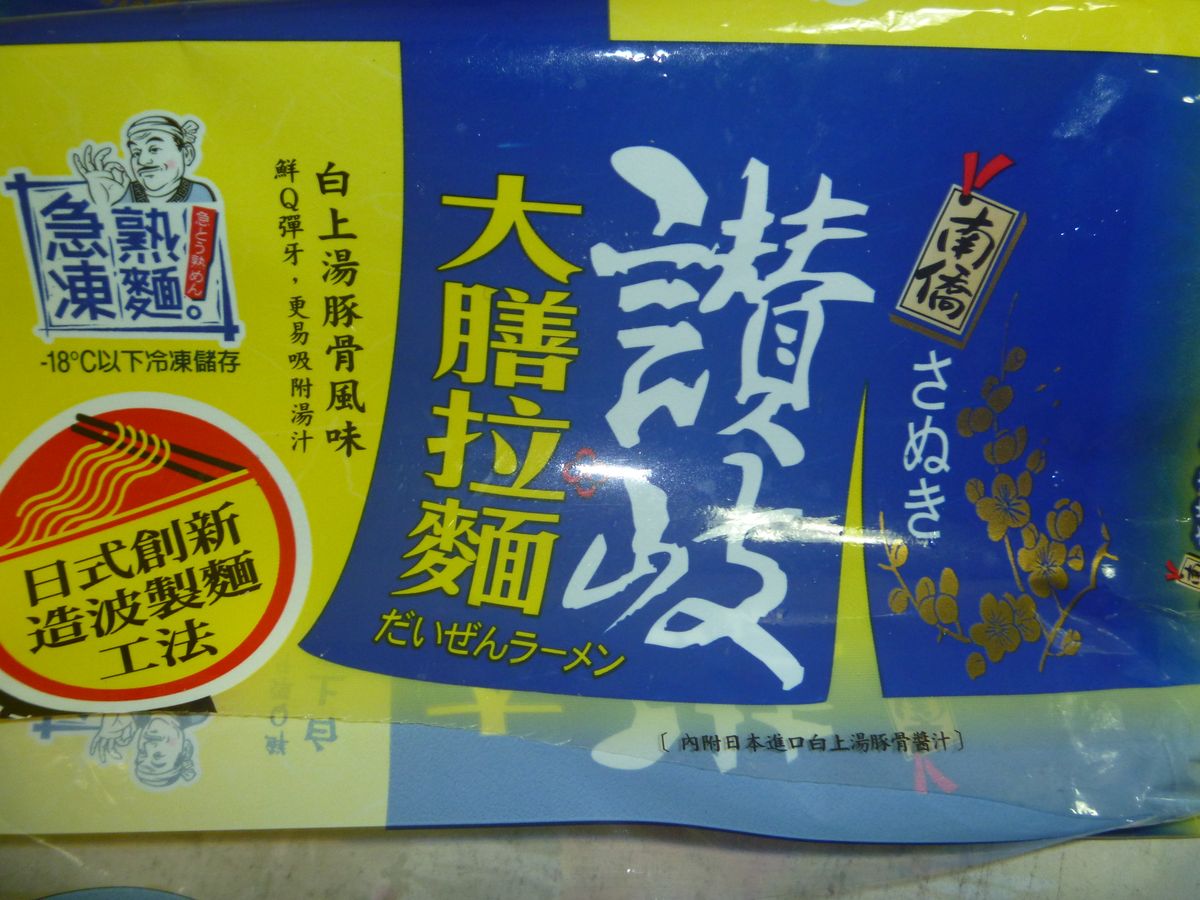 南僑
さぬき
讃岐
大膳拉麵
だいぜんラーメン
白上湯豚骨風味
鮮Q彈牙，更易吸附湯汁
急凍
熟麵。
急とう熟めん
-18°C以下冷凍儲存
日式創新
造波製麵
工法
〔 內附日本進口白上湯豚骨醬汁 〕